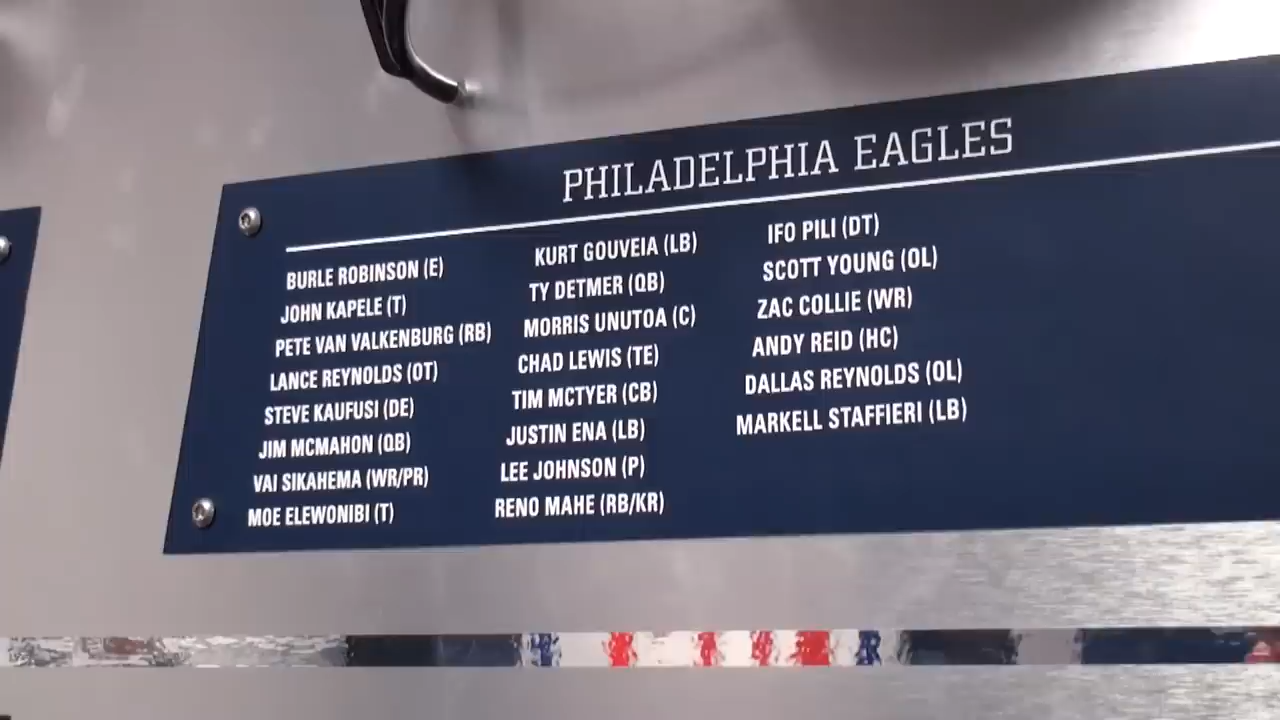 PHILADELPHIA EAGLES
BURLE ROBINSON (E)
JOHN KAPELE (T)
PETE VAN VALKENBURG (RB)
LANCE REYNOLDS (OT)
STEVE KAUFUSI (DE)
JIM MCMAHON (QB)
VAI SIKAHEMA (WR/PR)
MOE ELEWONIBI (T)
KURT GOUVEIA (LB)
TY DETMER (QB)
MORRIS UNUTOA (C)
CHAD LEWIS (TE)
TIM MCTYER (CB)
JUSTIN ENA (LB)
LEE JOHNSON (P)
RENO MAHE (RB/KR)
IFO PILI (DT)
SCOTT YOUNG (OL)
ZAC COLLIE (WR)
ANDY REID (HC)
DALLAS REYNOLDS (OL)
MARKELL STAFFIERI (LB)